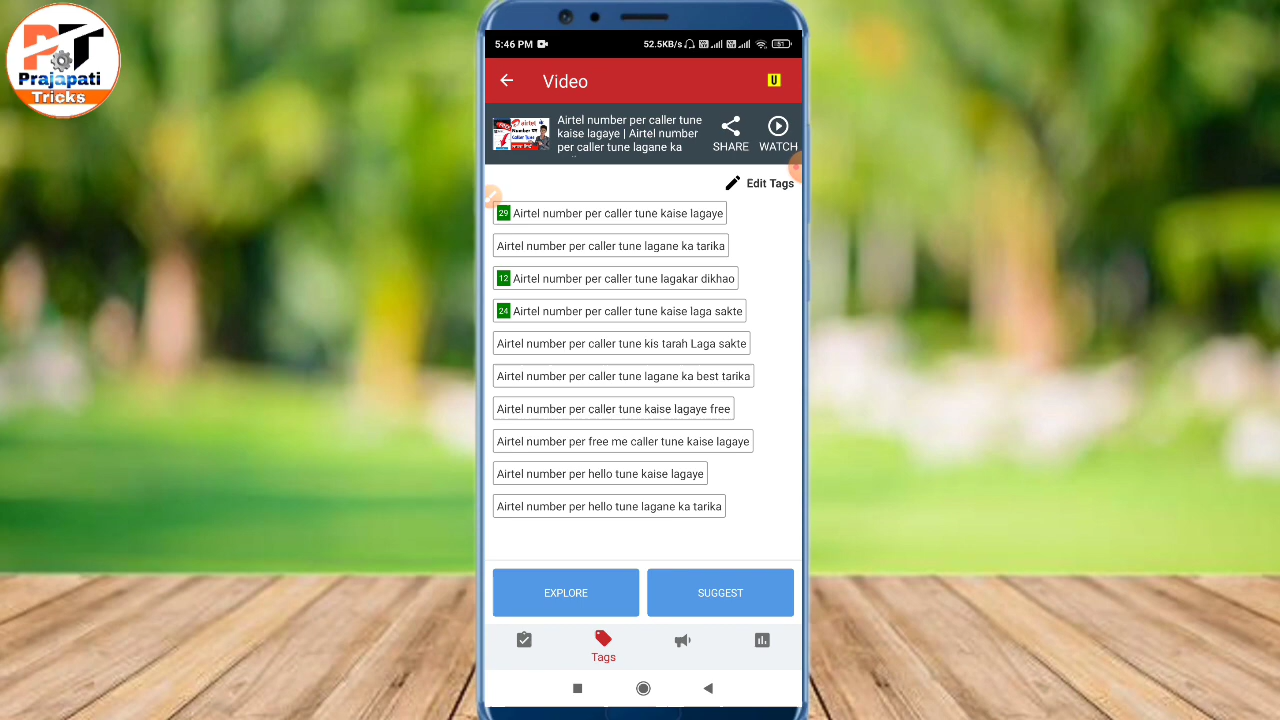 PT
Prajapati
Tricks
5:46 PM
52.5KB/s
51
Video
U
airtel
Airtel number per caller tune
kaise lagaye | Airtel number
per caller tune lagane ka
SHARE
WATCH
Edit Tags
29 Airtel number per caller tune kaise lagaye
Airtel number per caller tune lagane ka tarika
12 Airtel number per caller tune lagakar dikhao
24 Airtel number per caller tune kaise laga sakte
Airtel number per caller tune kis tarah Laga sakte
Airtel number per caller tune lagane ka best tarika
Airtel number per caller tune kaise lagaye free
Airtel number per free me caller tune kaise lagaye
Airtel number per hello tune kaise lagaye
Airtel number per hello tune lagane ka tarika
EXPLORE
SUGGEST
Tags